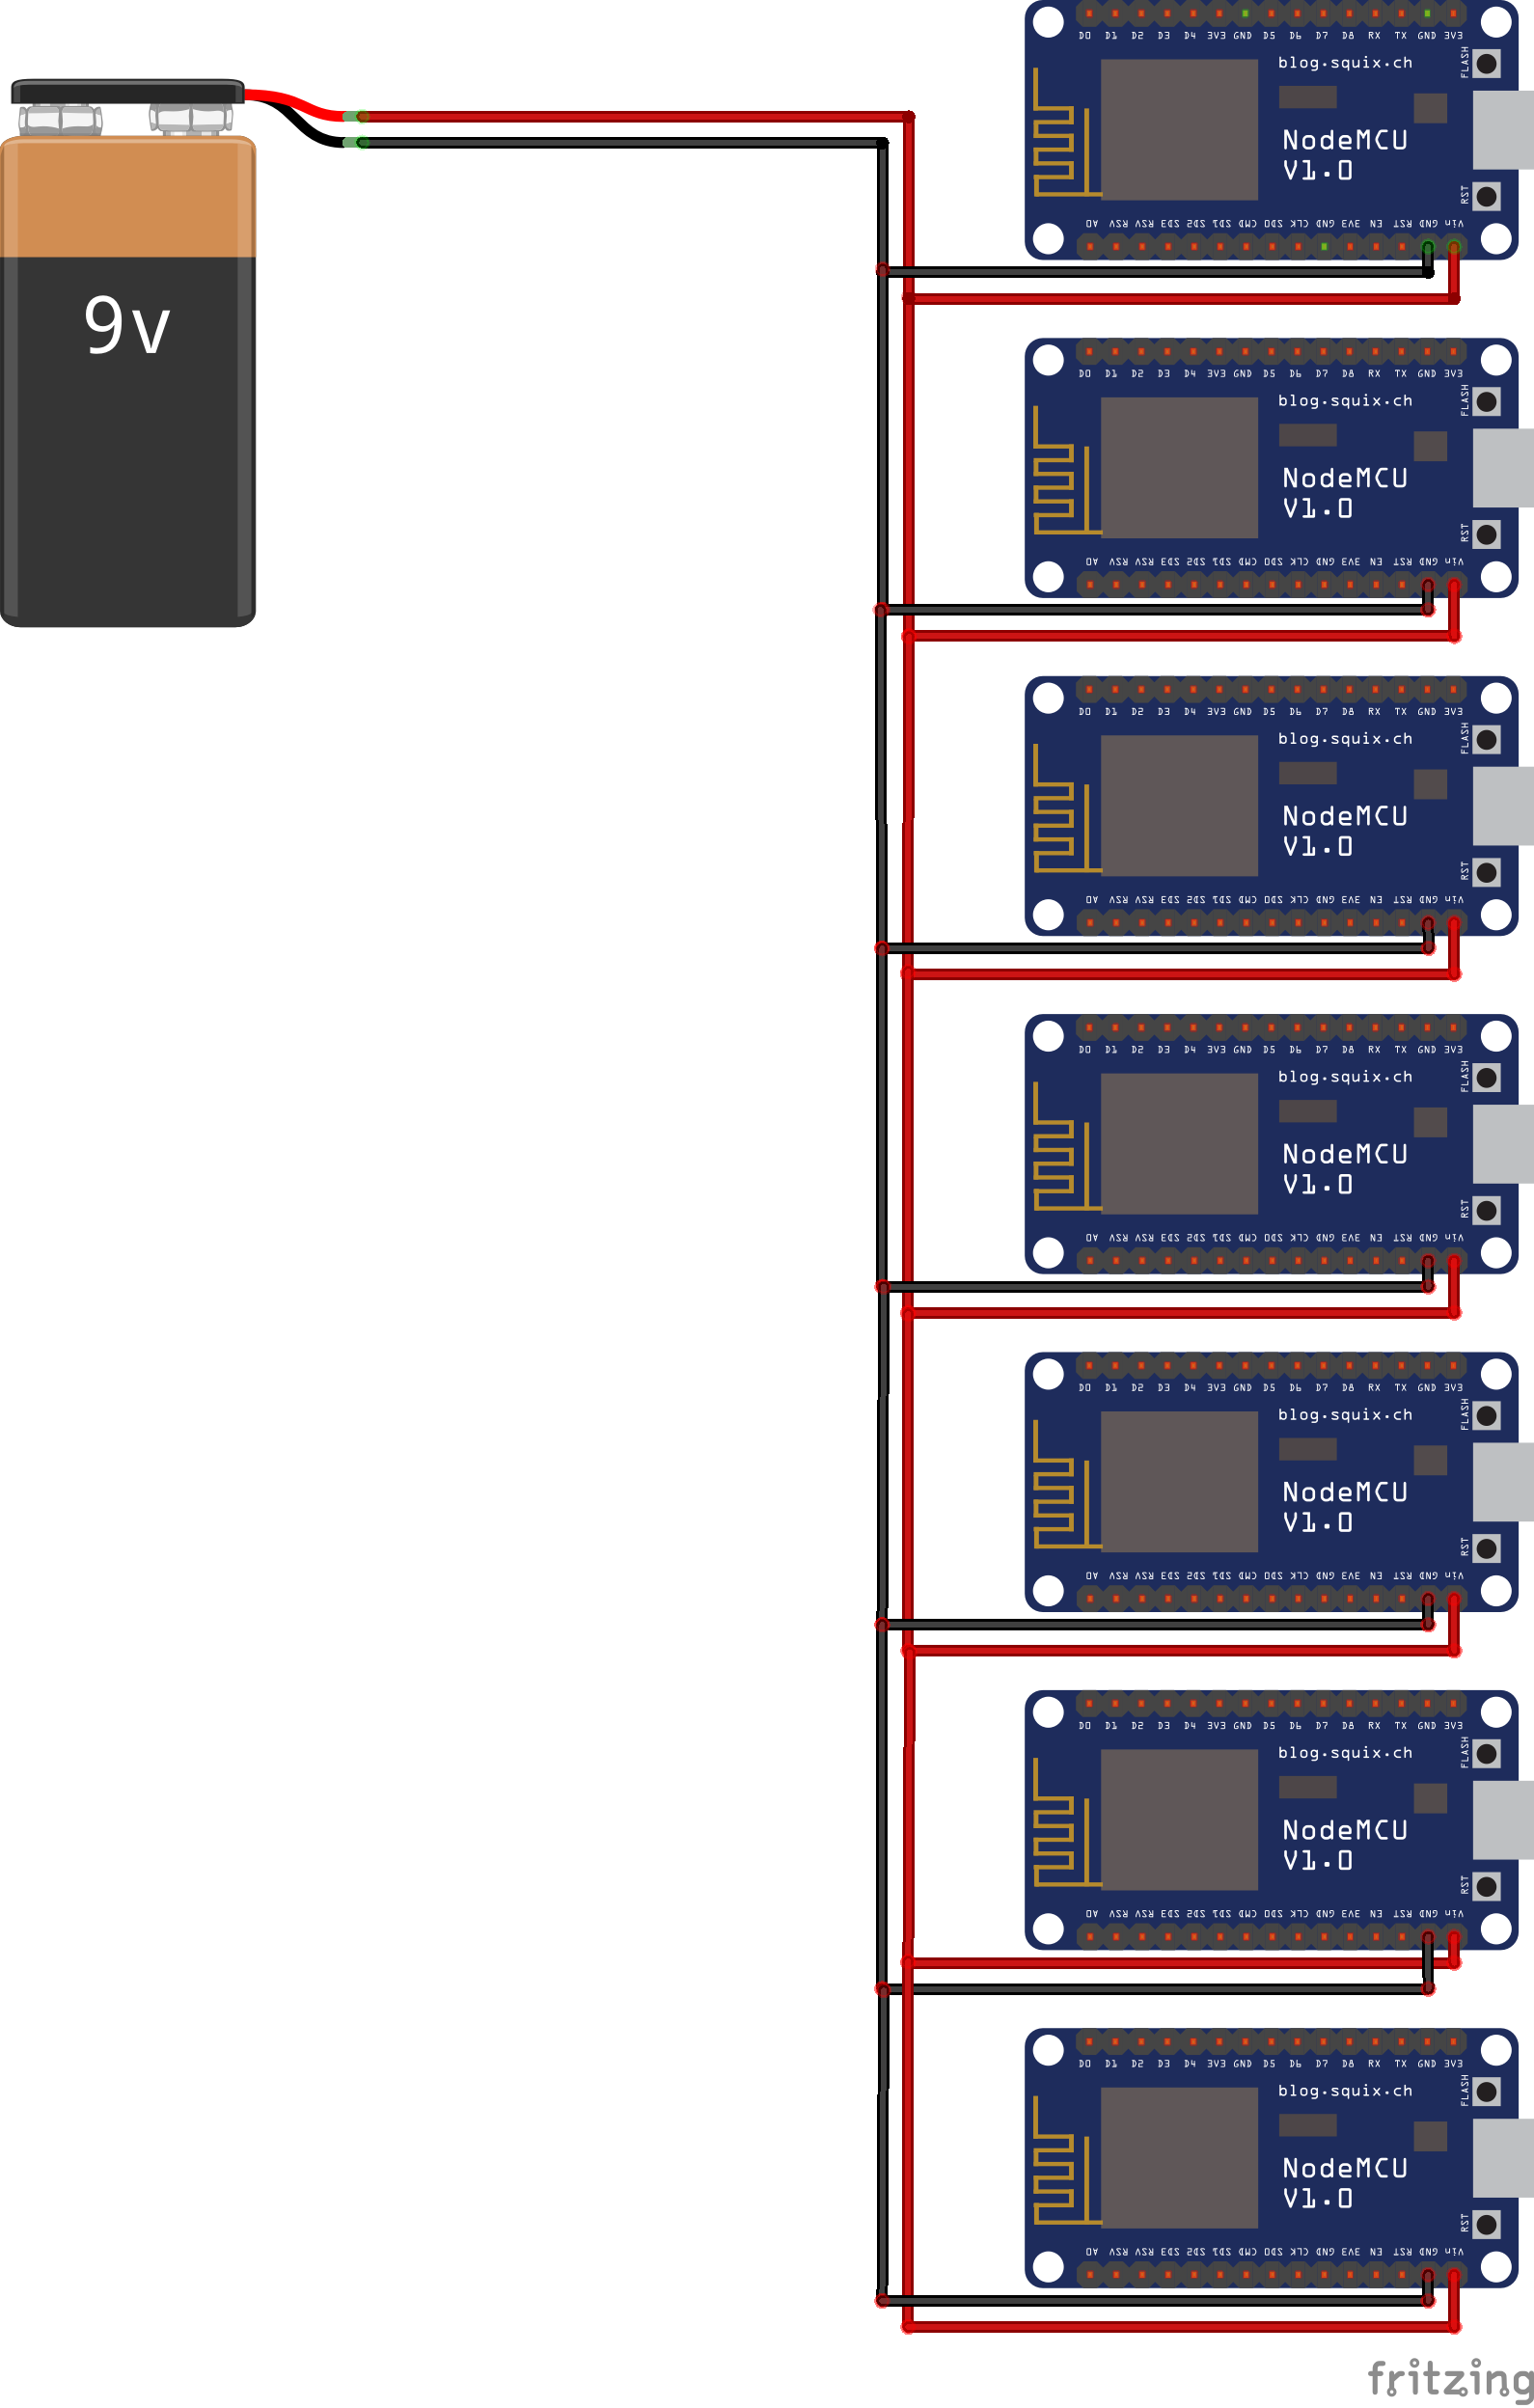 9v
D0 D1 D2 D3 D4 3V3 GND D5 D6 D7 D8 RX TX GND 3V3
blog.squix.ch
FLASH
NodeMCU
V1.0
RST
A0 RSV RSV SD3 SD2 SD1 CMD SD0 CLK GND 3V3 EN RST GND Vin
D0 D1 D2 D3 D4 3V3 GND D5 D6 D7 D8 RX TX GND 3V3
blog.squix.ch
FLASH
NodeMCU
V1.0
RST
A0 RSV RSV SD3 SD2 SD1 CMD SD0 CLK GND 3V3 EN RST GND Vin
D0 D1 D2 D3 D4 3V3 GND D5 D6 D7 D8 RX TX GND 3V3
blog.squix.ch
FLASH
NodeMCU
V1.0
RST
A0 RSV RSV SD3 SD2 SD1 CMD SD0 CLK GND 3V3 EN RST GND Vin
D0 D1 D2 D3 D4 3V3 GND D5 D6 D7 D8 RX TX GND 3V3
blog.squix.ch
FLASH
NodeMCU
V1.0
RST
A0 RSV RSV SD3 SD2 SD1 CMD SD0 CLK GND 3V3 EN RST GND Vin
D0 D1 D2 D3 D4 3V3 GND D5 D6 D7 D8 RX TX GND 3V3
blog.squix.ch
FLASH
NodeMCU
V1.0
RST
A0 RSV RSV SD3 SD2 SD1 CMD SD0 CLK GND 3V3 EN RST GND Vin
D0 D1 D2 D3 D4 3V3 GND D5 D6 D7 D8 RX TX GND 3V3
blog.squix.ch
FLASH
NodeMCU
V1.0
RST
A0 RSV RSV SD3 SD2 SD1 CMD SD0 CLK GND 3V3 EN RST GND Vin
D0 D1 D2 D3 D4 3V3 GND D5 D6 D7 D8 RX TX GND 3V3
blog.squix.ch
FLASH
NodeMCU
V1.0
RST
A0 RSV RSV SD3 SD2 SD1 CMD SD0 CLK GND 3V3 EN RST GND Vin
fritzing